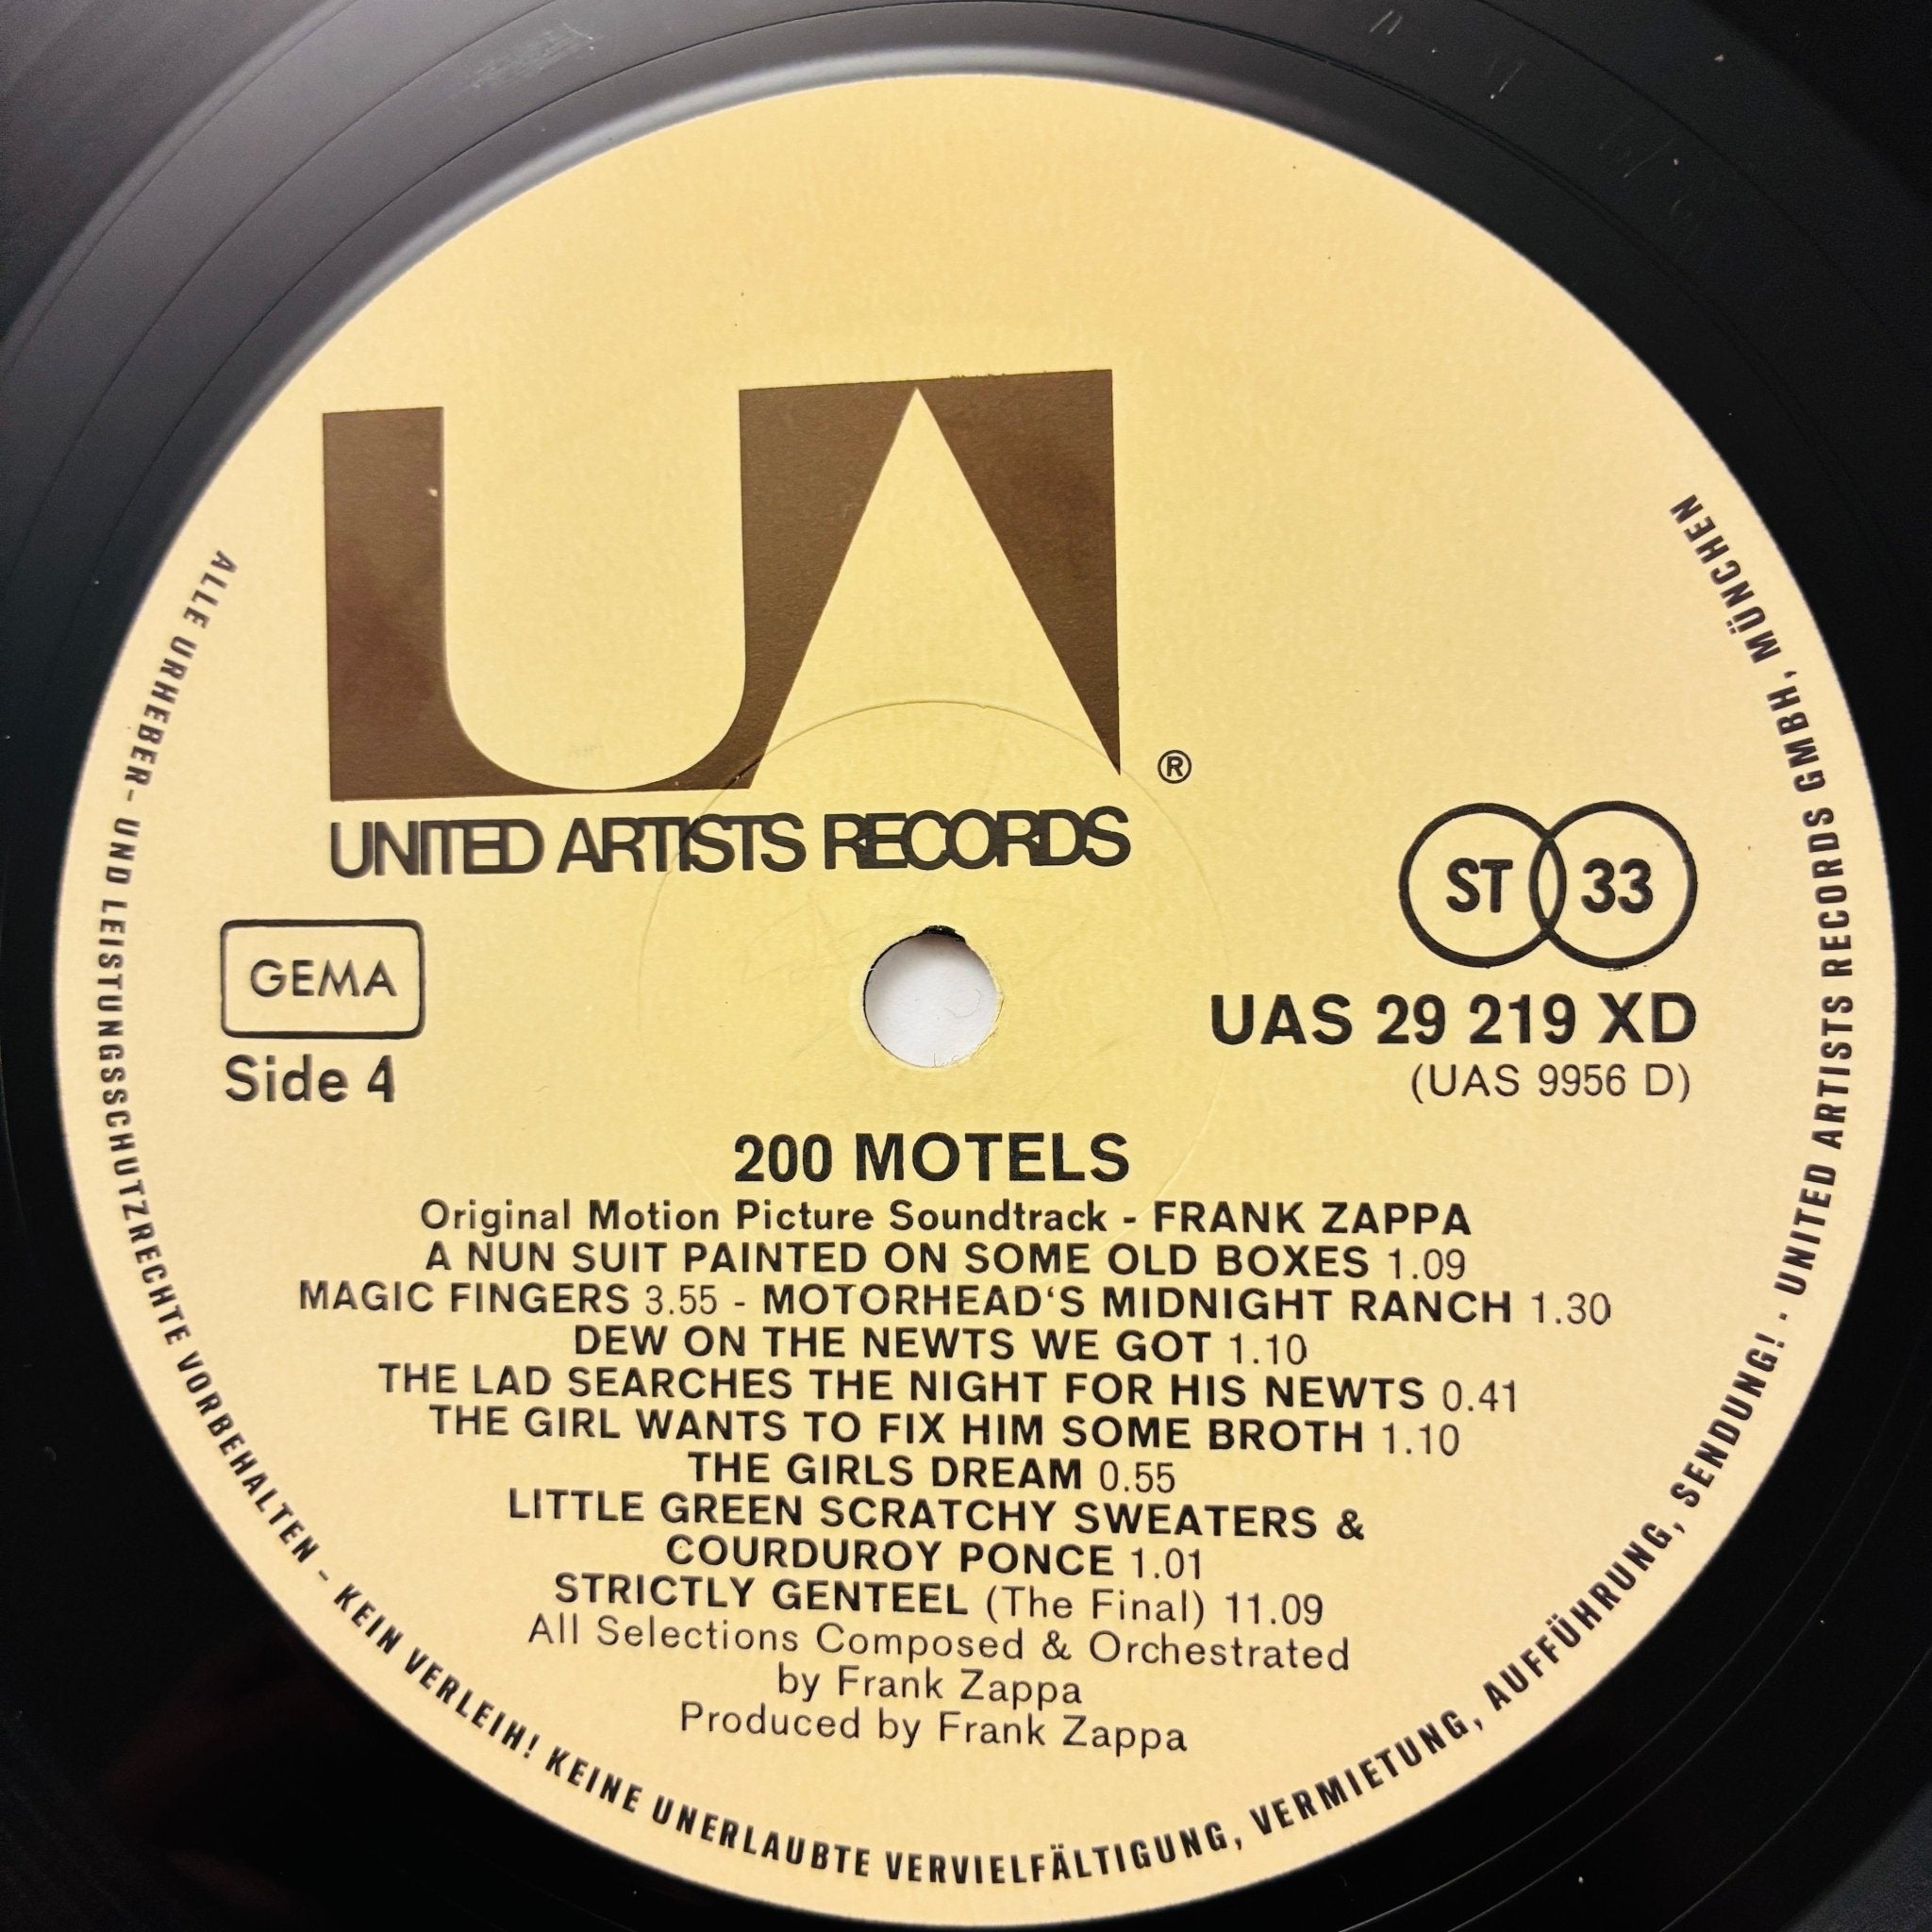 UA
®
UNITED ARTISTS RECORDS
ST 33
GEMA
UAS 29 219 XD
Side 4
(UAS 9956 D)
200 MOTELS
Original Motion Picture Soundtrack - FRANK ZAPPA
A NUN SUIT PAINTED ON SOME OLD BOXES 1.09
MAGIC FINGERS 3.55 - MOTORHEAD'S MIDNIGHT RANCH 1.30
DEW ON THE NEWTS WE GOT 1.10
THE LAD SEARCHES THE NIGHT FOR HIS NEWTS 0.41
THE GIRL WANTS TO FIX HIM SOME BROTH 1.10
THE GIRLS DREAM 0.55
LITTLE GREEN SCRATCHY SWEATERS &
COURDUROY PONCE 1.01
STRICTLY GENTEEL (The Final) 11.09
All Selections Composed & Orchestrated
by Frank Zappa
Produced by Frank Zappa
ALLE URHEBER- UND LEISTUNGSSCHUTZRECHTE VORBEHALTEN - KEIN VERLEIH! KEINE UNERLAUBTE VERVIELFÄLTIGUNG, VERMIETUNG, AUFFÜHRUNG, SENDUNG! · UNITED ARTISTS RECORDS GMBH, MÜNCHEN